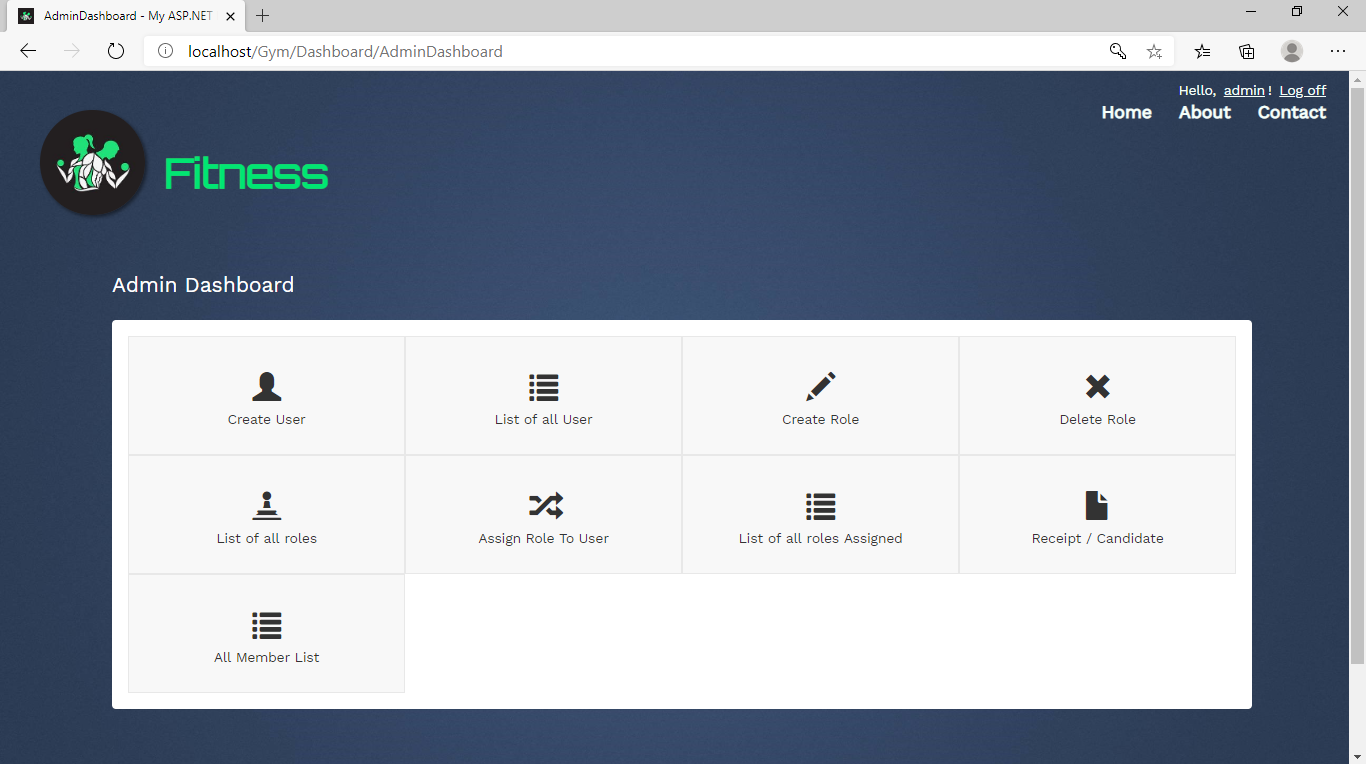 AdminDashboard - My ASP.NET
localhost/Gym/Dashboard/AdminDashboard
Hello, admin! Log off
Home About Contact
Fitness
Admin Dashboard
Create User
List of all User
Create Role
Delete Role
List of all roles
Assign Role To User
List of all roles Assigned
Receipt / Candidate
All Member List